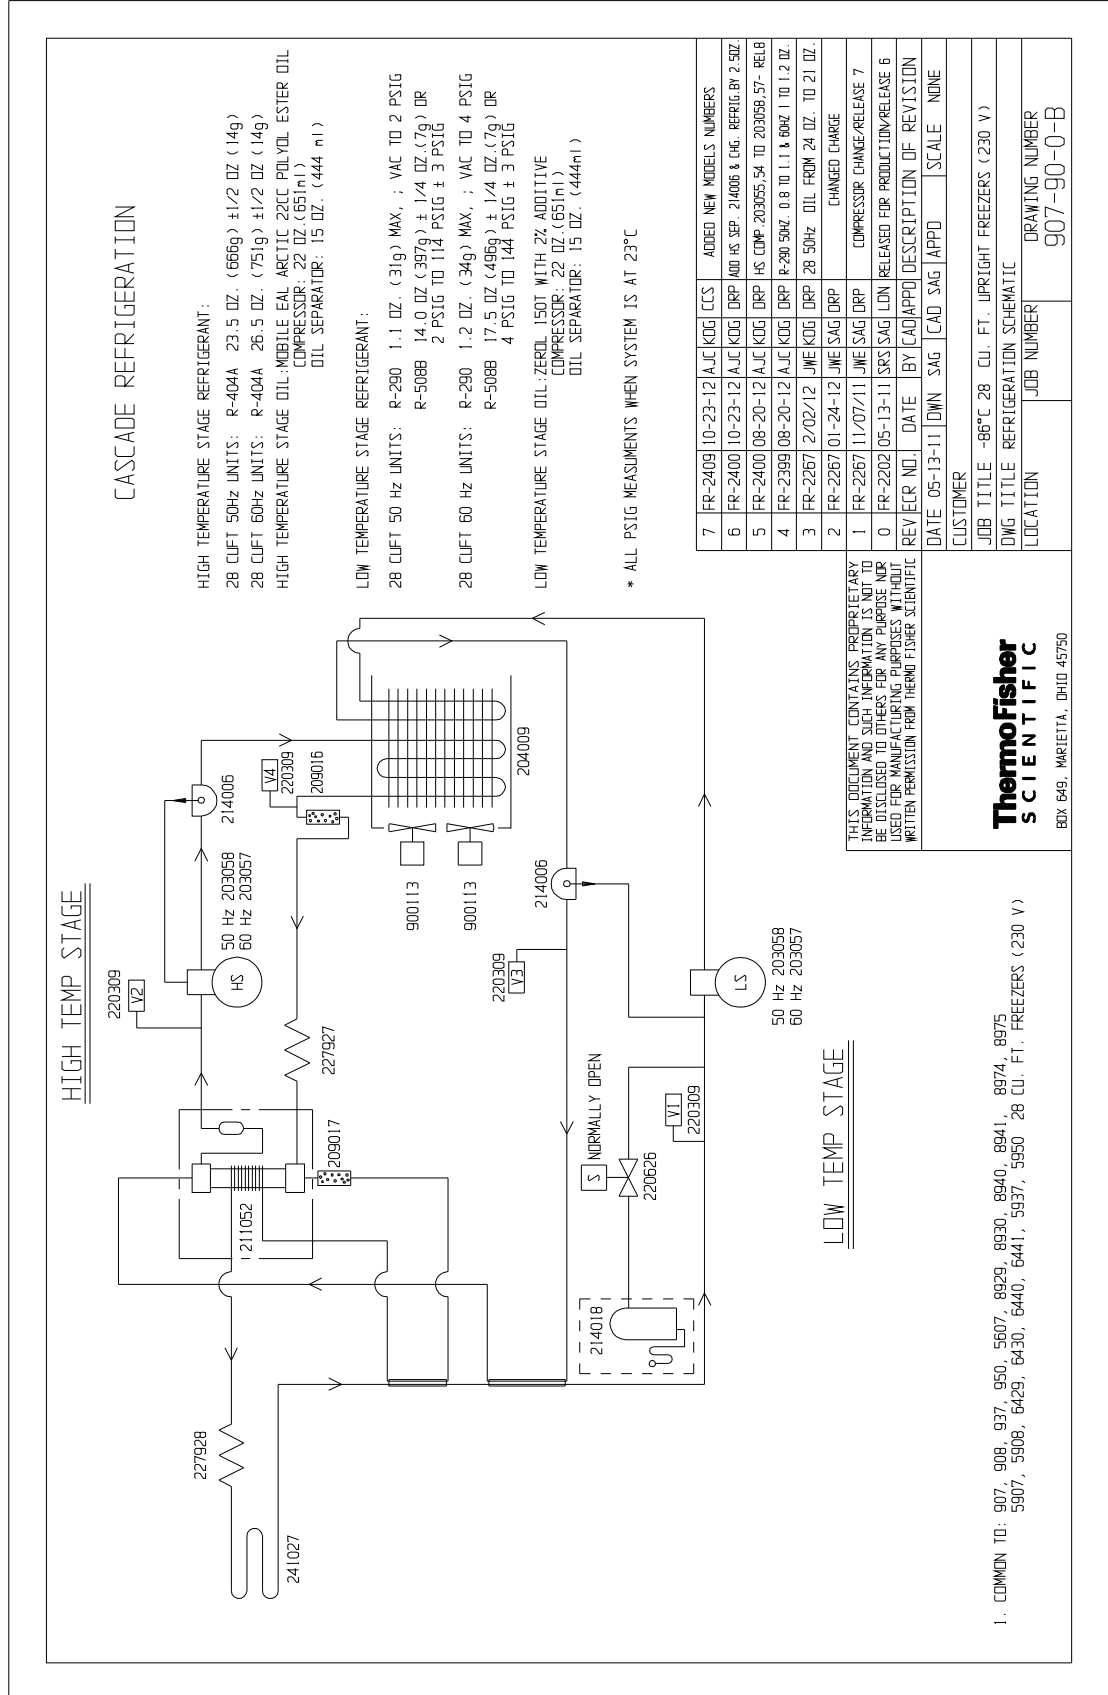 CASCADE REFRIGERATION
HIGH TEMPERATURE STAGE REFRIGERANT:
28 CUFT 50Hz UNITS: R-404A 23.5 OZ. (666g) ±1/2 OZ (14g)
28 CUFT 60Hz UNITS: R-404A 26.5 OZ. (751g) ±1/2 OZ (14g)
HIGH TEMPERATURE STAGE OIL:MOBILE EAL ARCTIC 22CC POLYOL ESTER OIL
COMPRESSOR: 22 OZ.(651ml)
OIL SEPARATOR: 15 OZ. (444 ml)
LOW TEMPERATURE STAGE REFRIGERANT:
28 CUFT 50 Hz UNITS: R-290 1.1 OZ. (31g) MAX, ; VAC TO 2 PSIG
R-508B 14.0 OZ (397g) ± 1/4 OZ.(7g) OR
2 PSIG TO 114 PSIG ± 3 PSIG
28 CUFT 60 Hz UNITS: R-290 1.2 OZ. (34g) MAX, ; VAC TO 4 PSIG
R-508B 17.5 OZ (496g) ± 1/4 OZ.(7g) OR
4 PSIG TO 144 PSIG ± 3 PSIG
LOW TEMPERATURE STAGE OIL:ZEROL 150T WITH 2% ADDITIVE
COMPRESSOR: 22 OZ.(651ml)
OIL SEPARATOR: 15 OZ. (444ml)
* ALL PSIG MEASUMENTS WHEN SYSTEM IS AT 23°C
HIGH TEMP STAGE
220309
V2
HS
50 Hz 203058
60 Hz 203057
214006
V4
220309
209016
204009
900113
900113
227927
211052
209017
227928
241027
214006
220309
V3
S NORMALLY OPEN
220626
V1
220309
LS
50 Hz 203058
60 Hz 203057
214018
LOW TEMP STAGE
1. COMMON TO: 907, 908, 937, 950, 5607, 8929, 8930, 8940, 8941, 8974, 8975
5907, 5908, 6429, 6430, 6440, 6441, 5937, 5950 28 CU. FT. FREEZERS (230 V)
THIS DOCUMENT CONTAINS PROPRIETARY
INFORMATION AND SUCH INFORMATION IS NOT TO
BE DISCLOSED TO OTHERS FOR ANY PURPOSE NOR
USED FOR MANUFACTURING PURPOSES WITHOUT
WRITTEN PERMISSION FROM THERMO FISHER SCIENTIFIC
ThermoFisher
SCIENTIFIC
BOX 649, MARIETTA, OHIO 45750
7 FR-2409 10-23-12 AJC KDG CCS ADDED NEW MODELS NUMBERS
6 FR-2400 10-23-12 AJC KDG DRP ADD HS SEP. 214006 & CHG. REFRIG.BY 2.5OZ.
5 FR-2400 08-20-12 AJC KDG DRP HS COMP.203055,54 TO 203058,57- REL8
4 FR-2399 08-20-12 AJC KDG DRP R-290 50HZ. 0.8 TO 1.1 & 60HZ 1 TO 1.2 OZ.
3 FR-2267 2/02/12 JWE KDG DRP 28 50Hz OIL FROM 24 OZ. TO 21 OZ.
2 FR-2267 01-24-12 JWE SAG DRP CHANGED CHARGE
1 FR-2267 11/07/11 JWE SAG DRP COMPRESSOR CHANGE/RELEASE 7
0 FR-2202 05-13-11 SRS SAG LDN RELEASED FOR PRODUCTION/RELEASE 6
REV ECR NO. DATE BY CAD APPD DESCRIPTION OF REVISION
DATE 05-13-11 DWN SAG CAD SAG APPD SCALE NONE
CUSTOMER
JOB TITLE -86°C 28 CU. FT. UPRIGHT FREEZERS (230 V)
DWG TITLE REFRIGERATION SCHEMATIC
LOCATION JOB NUMBER DRAWING NUMBER
907-90-0-B